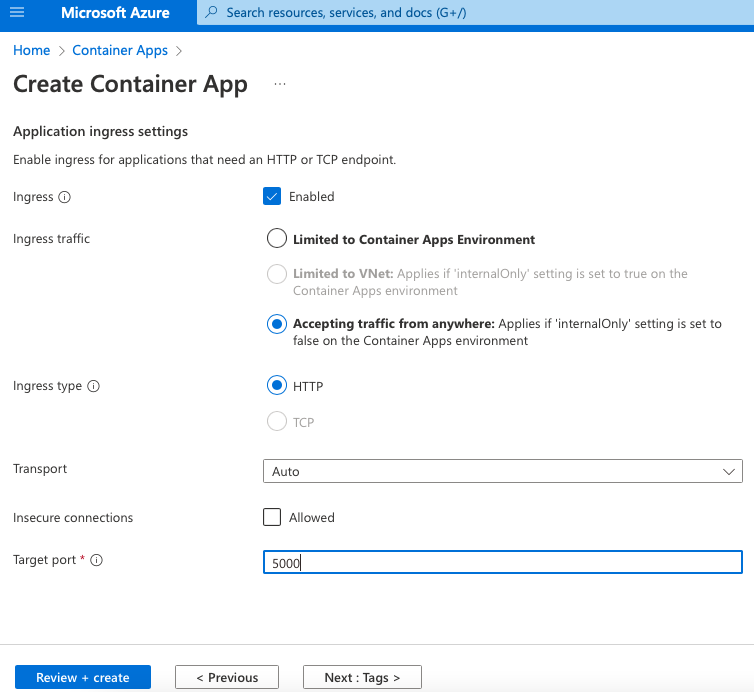 Microsoft Azure
Search resources, services, and docs (G+/)
Home > Container Apps >
Create Container App ...
Application ingress settings
Enable ingress for applications that need an HTTP or TCP endpoint.
Ingress
Enabled
Ingress traffic
Limited to Container Apps Environment
Limited to VNet: Applies if 'internalOnly' setting is set to true on the
Container Apps environment
Accepting traffic from anywhere: Applies if 'internalOnly' setting is set to
false on the Container Apps environment
Ingress type
HTTP
TCP
Transport
Auto
Insecure connections
Allowed
Target port *
5000
Review + create
< Previous
Next : Tags >